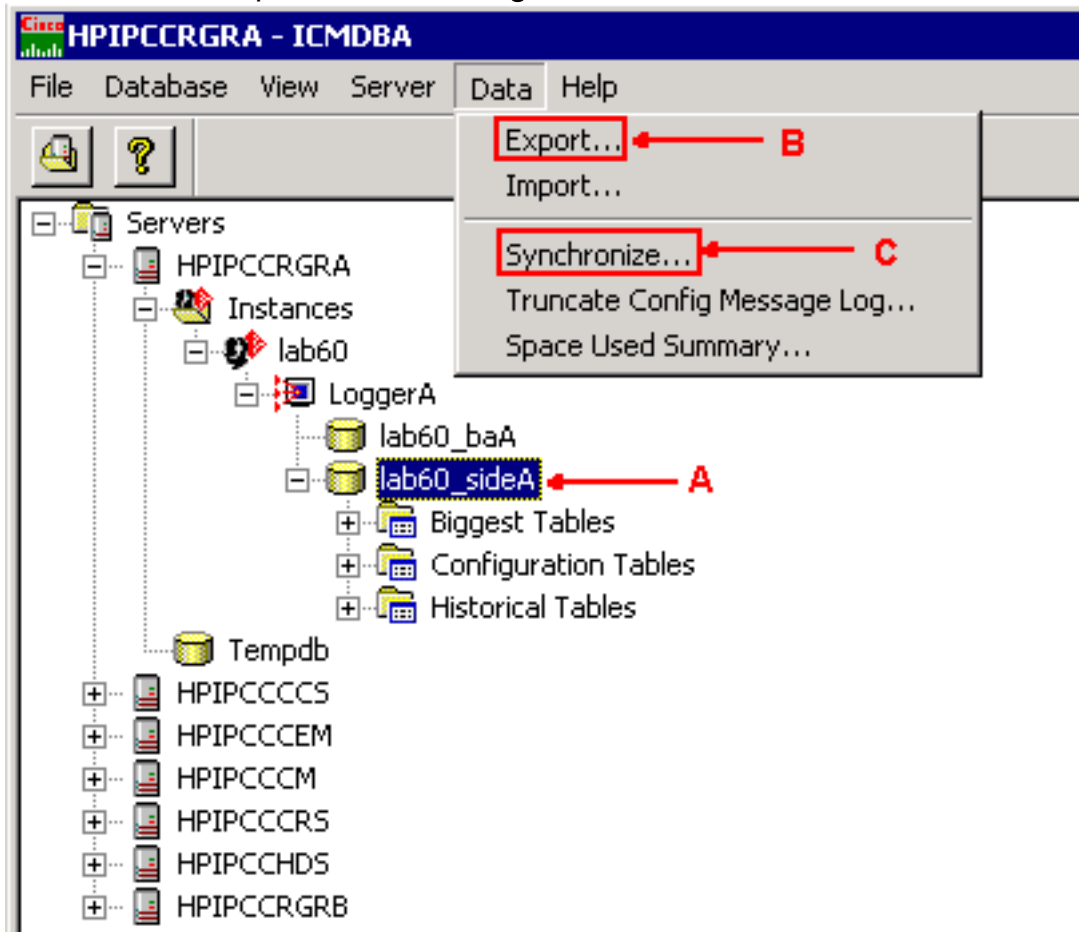 Cisco
HPIPCCRGRA - ICMDBA
File Database View Server Data Help
Export... B
Import...
Synchronize... C
Truncate Config Message Log...
Space Used Summary...
Servers
HPIPCCRGRA
Instances
lab60
LoggerA
lab60_baA
lab60_sideA A
Biggest Tables
Configuration Tables
Historical Tables
Tempdb
HPIPCCCCS
HPIPCCCEM
HPIPCCCM
HPIPCCCRS
HPIPCCHDS
HPIPCCRGRB